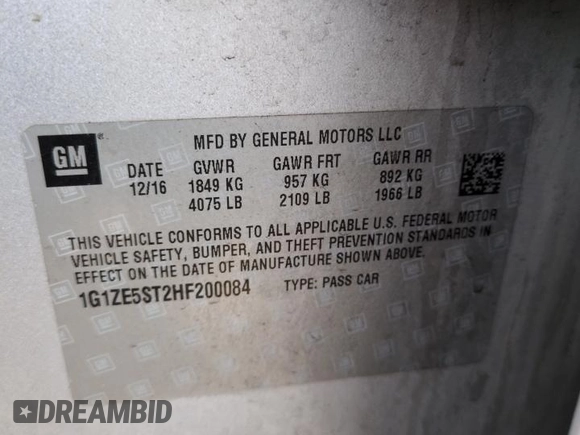 GM
MFD BY GENERAL MOTORS LLC
DATE GVWR GAWR FRT GAWR RR
12/16 1849 KG 957 KG 892 KG
4075 LB 2109 LB 1966 LB
THIS VEHICLE CONFORMS TO ALL APPLICABLE U.S. FEDERAL MOTOR
VEHICLE SAFETY, BUMPER, AND THEFT PREVENTION STANDARDS IN
EFFECT ON THE DATE OF MANUFACTURE SHOWN ABOVE.
1G1ZE5ST2HF200084 TYPE: PASS CAR
DREAMBID